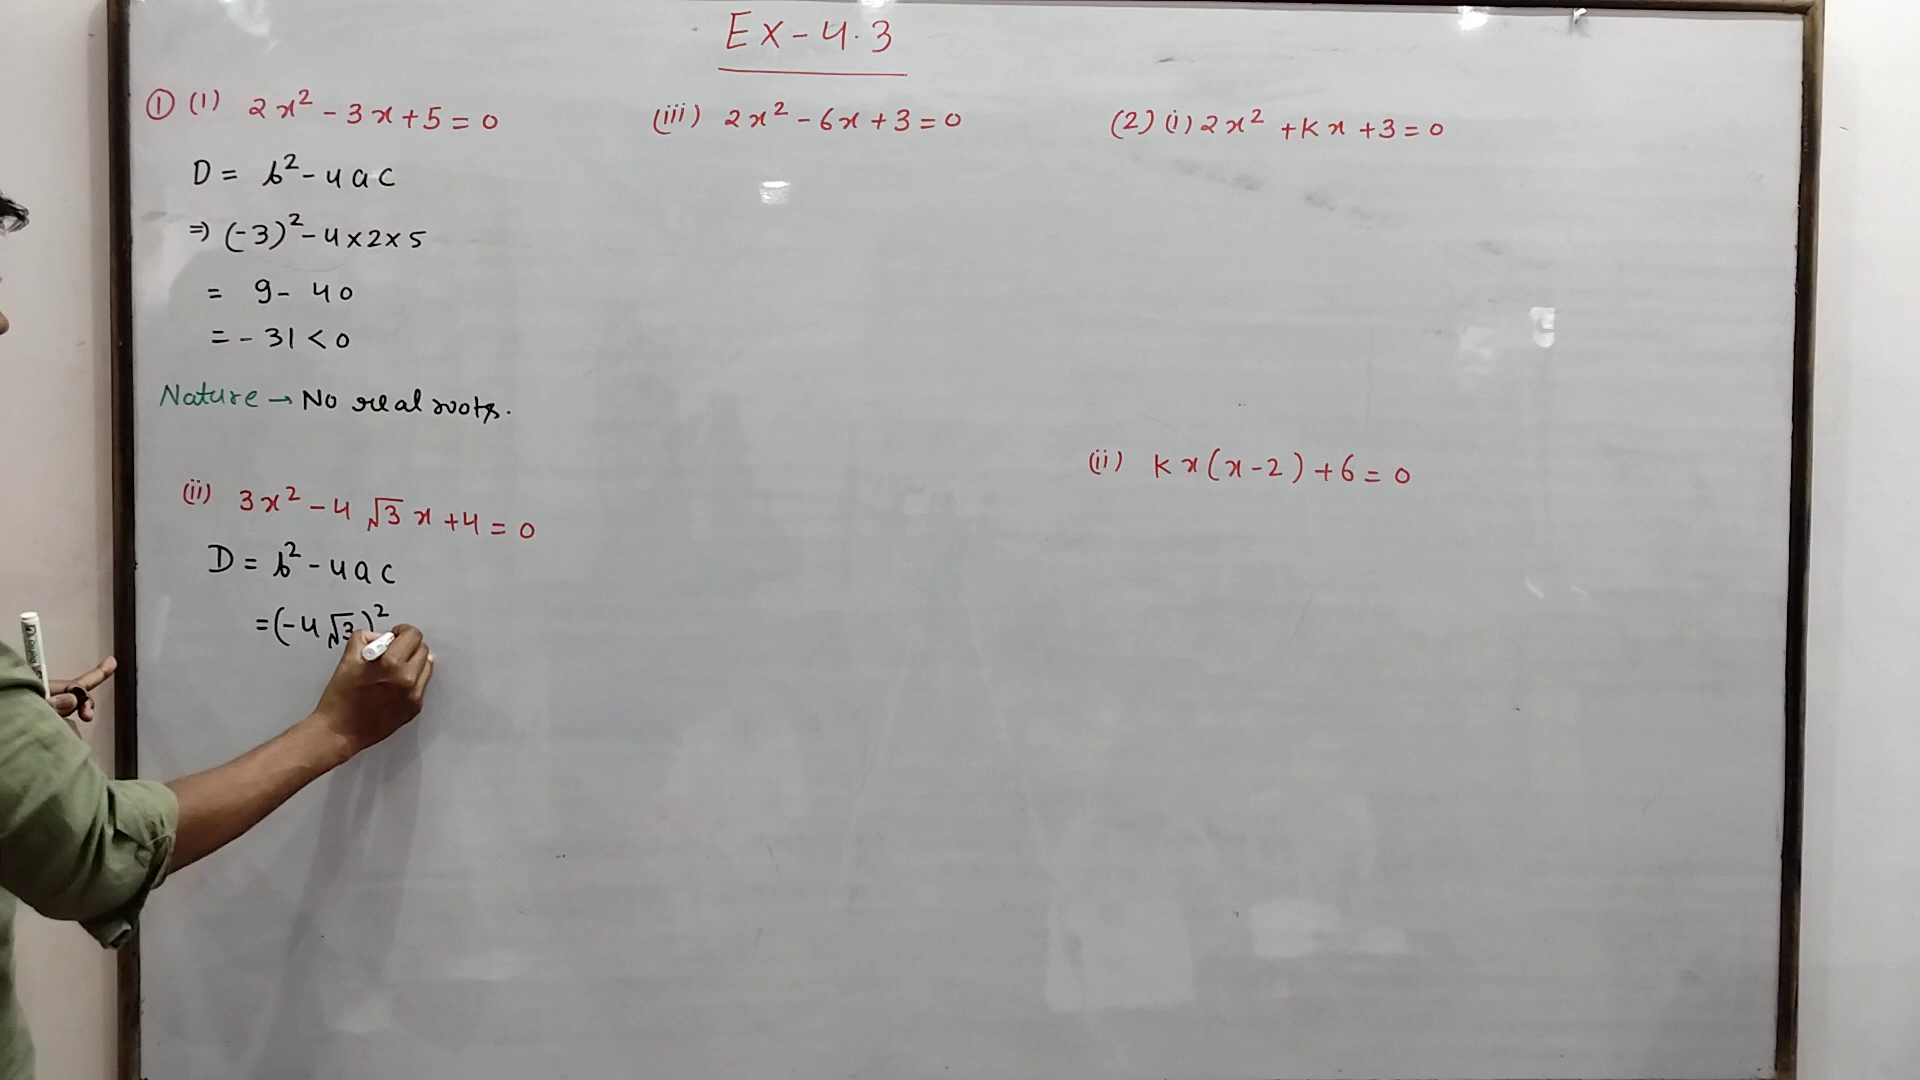 Ex-4.3
① (i) 2x² - 3x + 5 = 0
D = b² - 4ac
⇒ (-3)² - 4×2×5
= 9 - 40
= - 31 < 0
Nature → No real roots.
(ii) 3x² - 4√3x + 4 = 0
D = b² - 4ac
= (-4√3)²
(iii) 2x² - 6x + 3 = 0
(2) (i) 2x² + Kx + 3 = 0
(ii) Kx(x-2) + 6 = 0